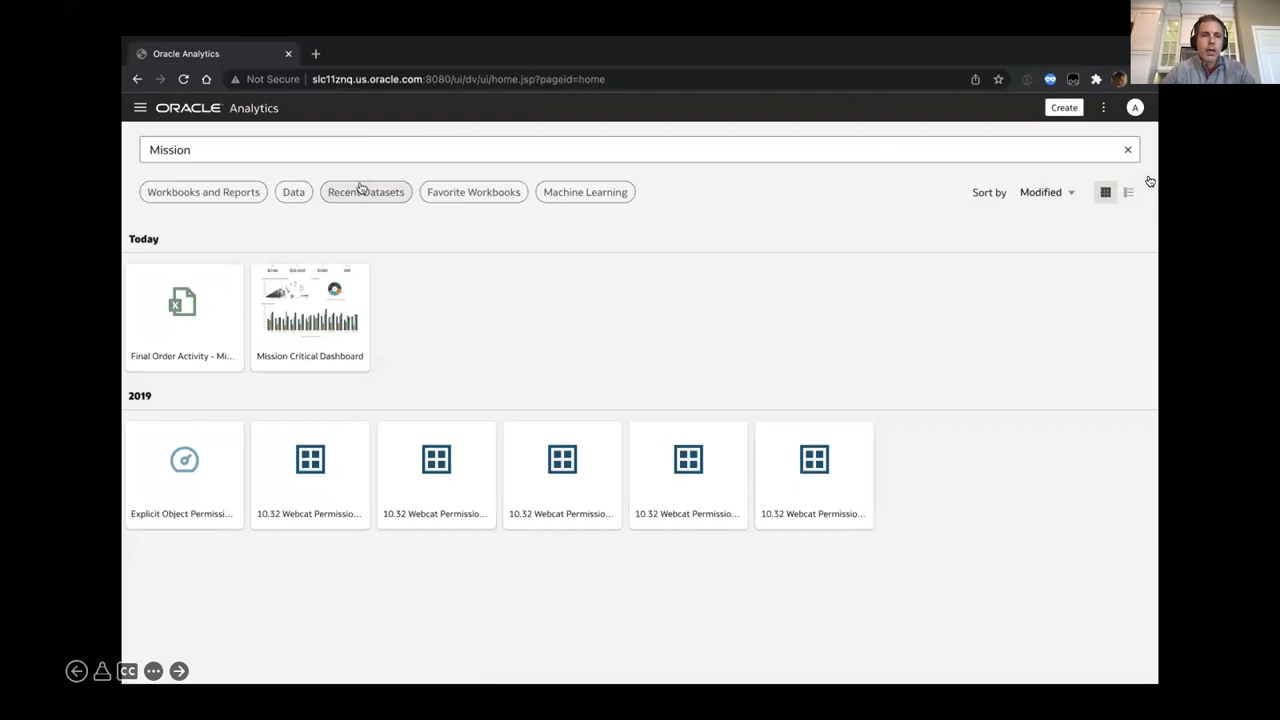 Oracle Analytics
Not Secure slc11znq.us.oracle.com:8080/ui/dv/ui/home.jsp?pageid=home
ORACLE Analytics
Create
A
Mission
Workbooks and Reports Data Recent Datasets Favorite Workbooks Machine Learning
Sort by Modified
Today
Final Order Activity - Mi... Mission Critical Dashboard
2019
Explicit Object Permissi... 10.32 Webcat Permissio... 10.32 Webcat Permissio... 10.32 Webcat Permissio... 10.32 Webcat Permissio... 10.32 Webcat Permissio...
CC